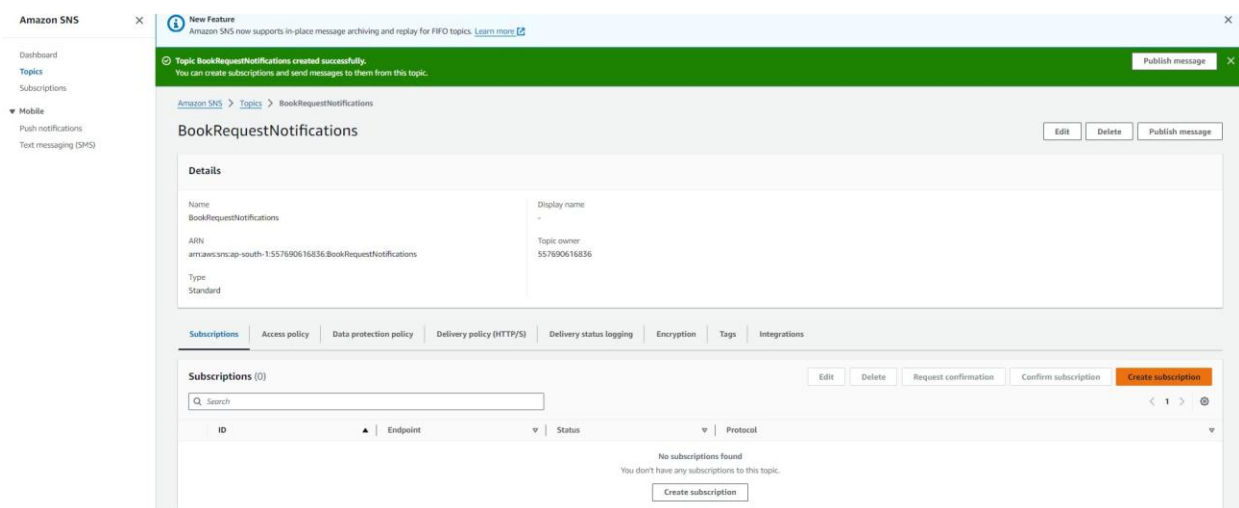 Amazon SNS
Dashboard
Topics
Subscriptions
Mobile
Push notifications
Text messaging (SMS)
New Feature
Amazon SNS now supports in-place message archiving and replay for FIFO topics. Learn more
Topic BookRequestNotifications created successfully.
You can create subscriptions and send messages to them from this topic.
Publish message
Amazon SNS > Topics > BookRequestNotifications
BookRequestNotifications
Edit Delete Publish message
Details
Name
BookRequestNotifications
ARN
arn:aws:sns:ap-south-1:557690616836:BookRequestNotifications
Type
Standard
Display name
-
Topic owner
557690616836
Subscriptions Access policy Data protection policy Delivery policy (HTTP/S) Delivery status logging Encryption Tags Integrations
Subscriptions (0)
Edit Delete Request confirmation Confirm subscription Create subscription
Search
1
ID Endpoint Status Protocol
No subscriptions found
You don't have any subscriptions to this topic.
Create subscription